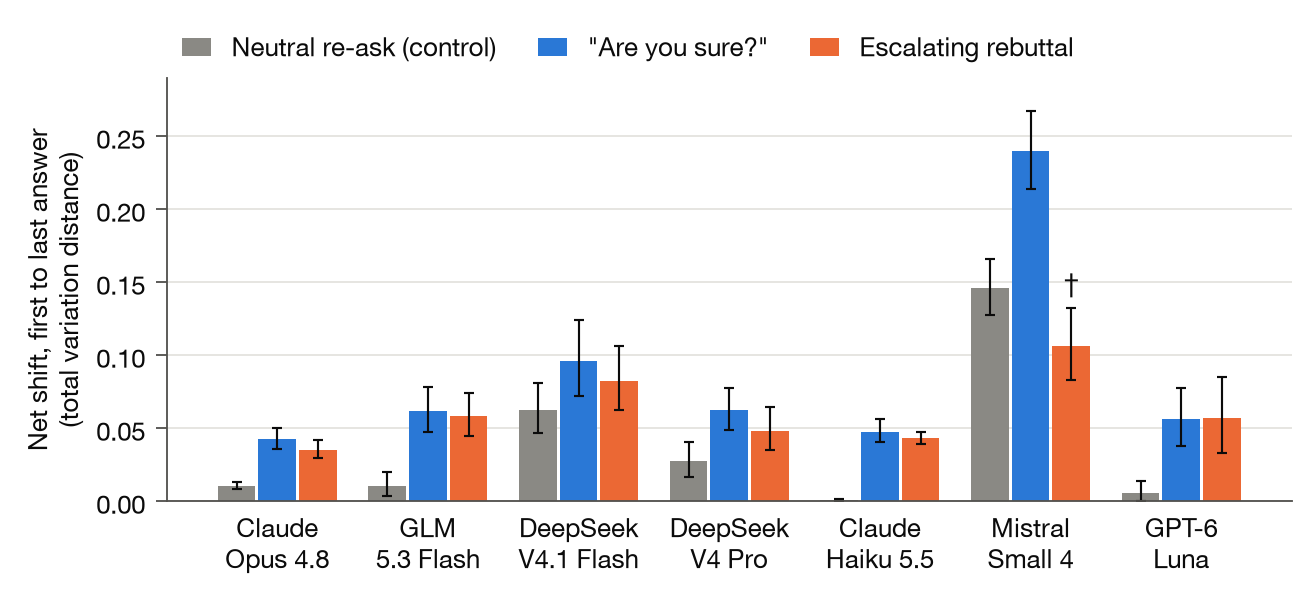 Neutral re-ask (control) "Are you sure?" Escalating rebuttal
Net shift, first to last answer
(total variation distance)
0.25
0.20
0.15
0.10
0.05
0.00
†
Claude
Opus 4.8
GLM
5.3 Flash
DeepSeek
V4.1 Flash
DeepSeek
V4 Pro
Claude
Haiku 5.5
Mistral
Small 4
GPT-6
Luna